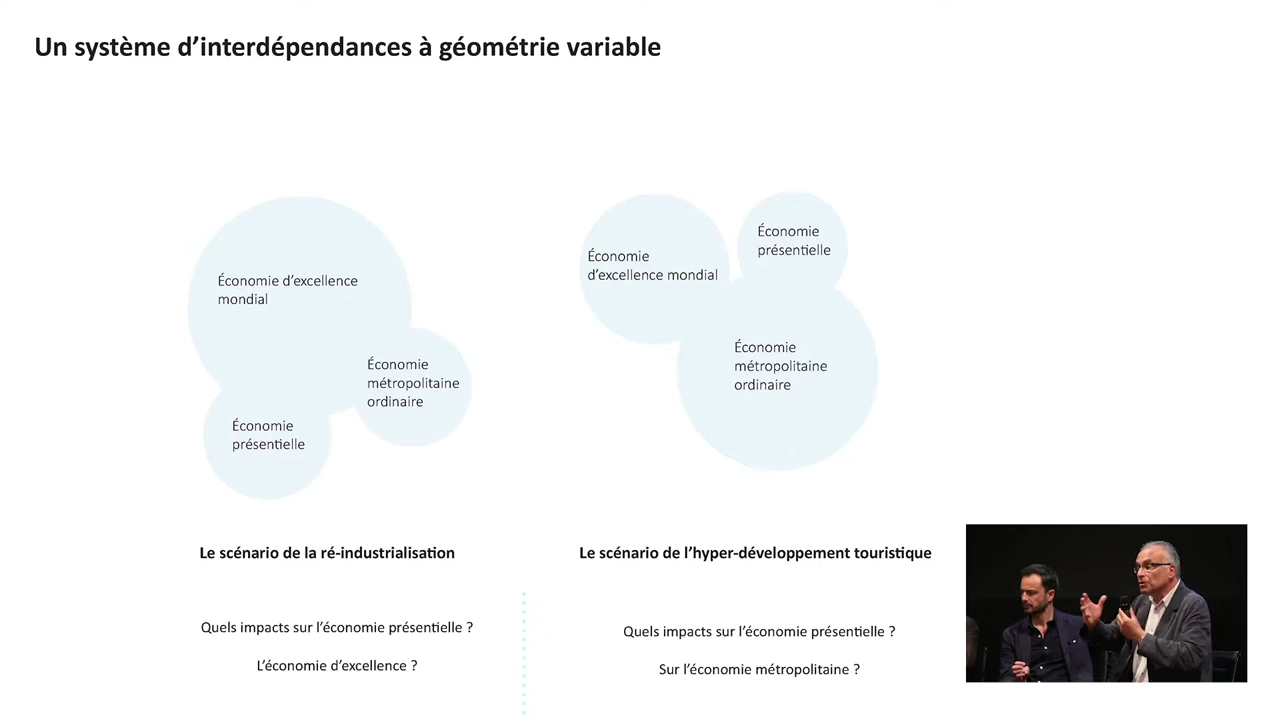 Un système d’interdépendances à géométrie variable
Économie d’excellence
mondial
Économie
métropolitaine
ordinaire
Économie
présentielle
Économie
d’excellence mondial
Économie
présentielle
Économie
métropolitaine
ordinaire
Le scénario de la ré-industrialisation
Quels impacts sur l’économie présentielle ?
L’économie d’excellence ?
Le scénario de l’hyper-développement touristique
Quels impacts sur l’économie présentielle ?
Sur l’économie métropolitaine ?